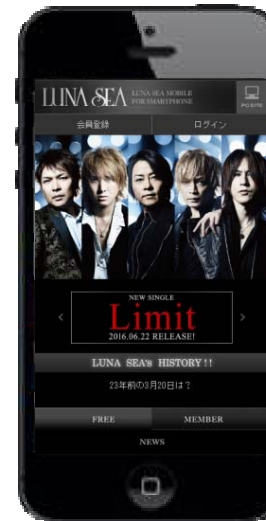 LUNA SEA
LUNA SEA MOBILE
FOR SMARTPHONE
PC SITE
会員登録
ログイン
NEW SINGLE
Limit
2016.06.22 RELEASE!
LUNA SEA's HISTORY!!
23年前の3月20日は？
FREE
MEMBER
NEWS